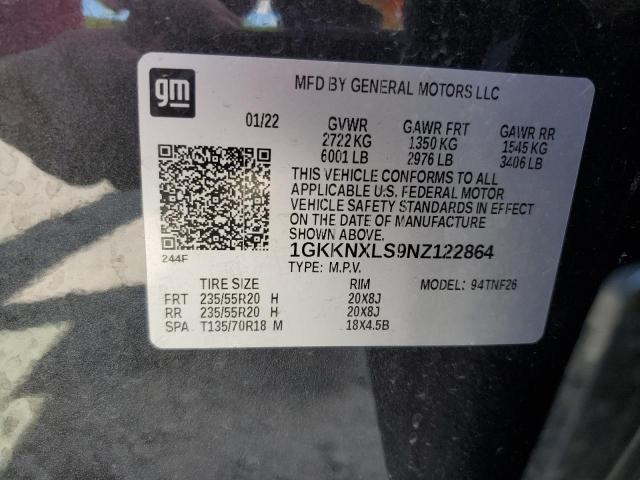 gm
MFD BY GENERAL MOTORS LLC
01/22 GVWR GAWR FRT GAWR RR
2722 KG 1350 KG 1545 KG
6001 LB 2976 LB 3406 LB
THIS VEHICLE CONFORMS TO ALL
APPLICABLE U.S. FEDERAL MOTOR
VEHICLE SAFETY STANDARDS IN EFFECT
ON THE DATE OF MANUFACTURE
SHOWN ABOVE.
244F 1GKKNXLS9NZ122864
TYPE: M.P.V. MODEL: 94TNF26
TIRE SIZE RIM
FRT 235/55R20 H 20X8J
RR 235/55R20 H 20X8J
SPA T135/70R18 M 18X4.5B